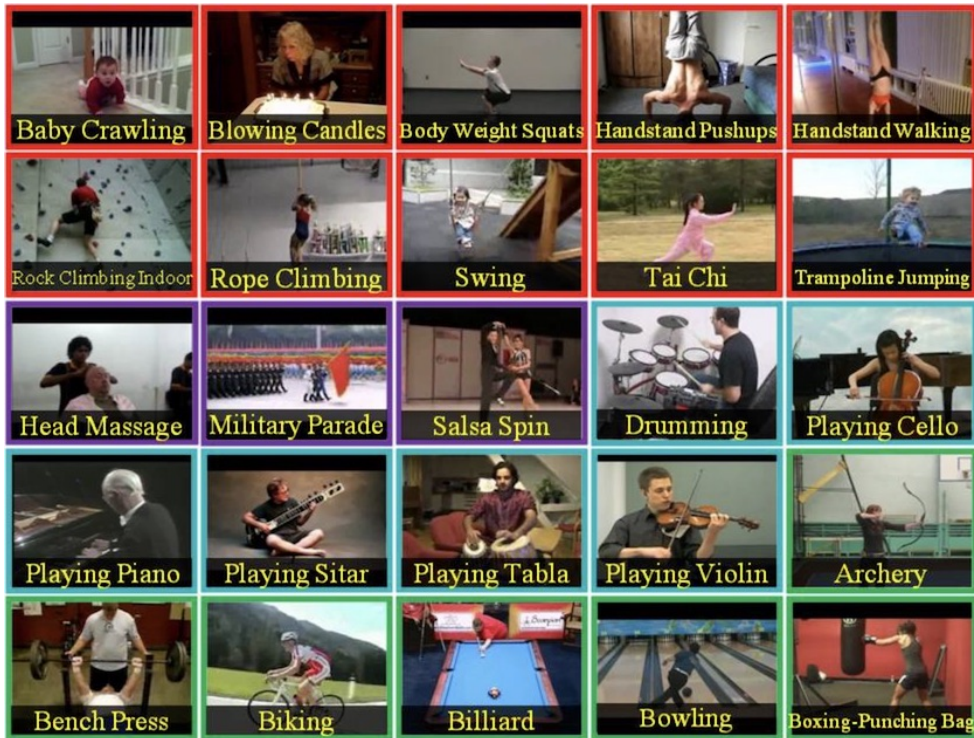 Baby Crawling
Blowing Candles
Body Weight Squats
Handstand Pushups
Handstand Walking
Rock Climbing Indoor
Rope Climbing
Swing
Tai Chi
Trampoline Jumping
Head Massage
Military Parade
Salsa Spin
Drumming
Playing Cello
Playing Piano
Playing Sitar
Playing Tabla
Playing Violin
Archery
Bench Press
Biking
Billiard
Bowling
Boxing-Punching Bag